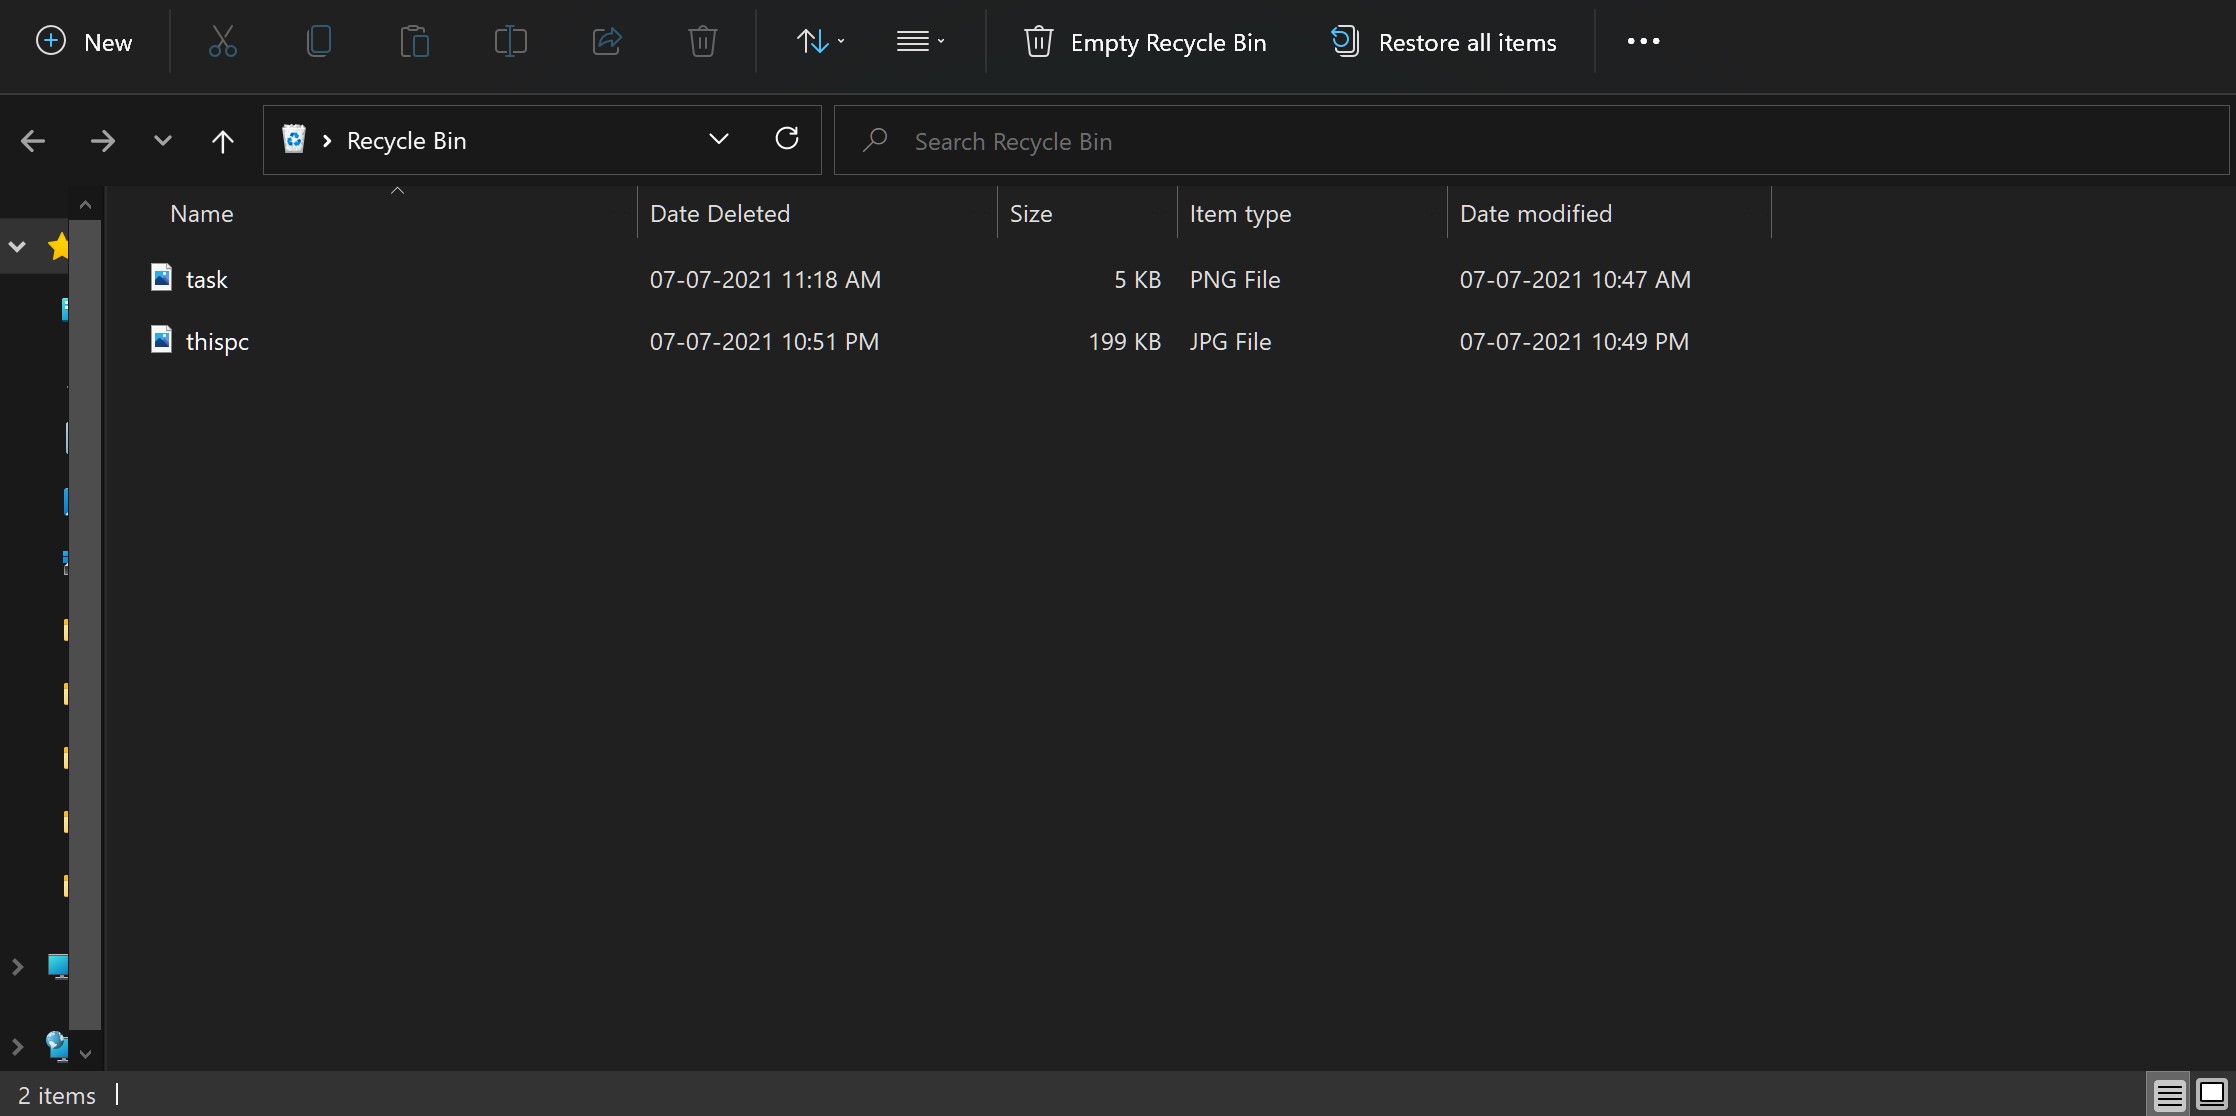 New
Empty Recycle Bin
Restore all items
Recycle Bin
Search Recycle Bin
Name Date Deleted Size Item type Date modified
task 07-07-2021 11:18 AM 5 KB PNG File 07-07-2021 10:47 AM
thispc 07-07-2021 10:51 PM 199 KB JPG File 07-07-2021 10:49 PM
2 items